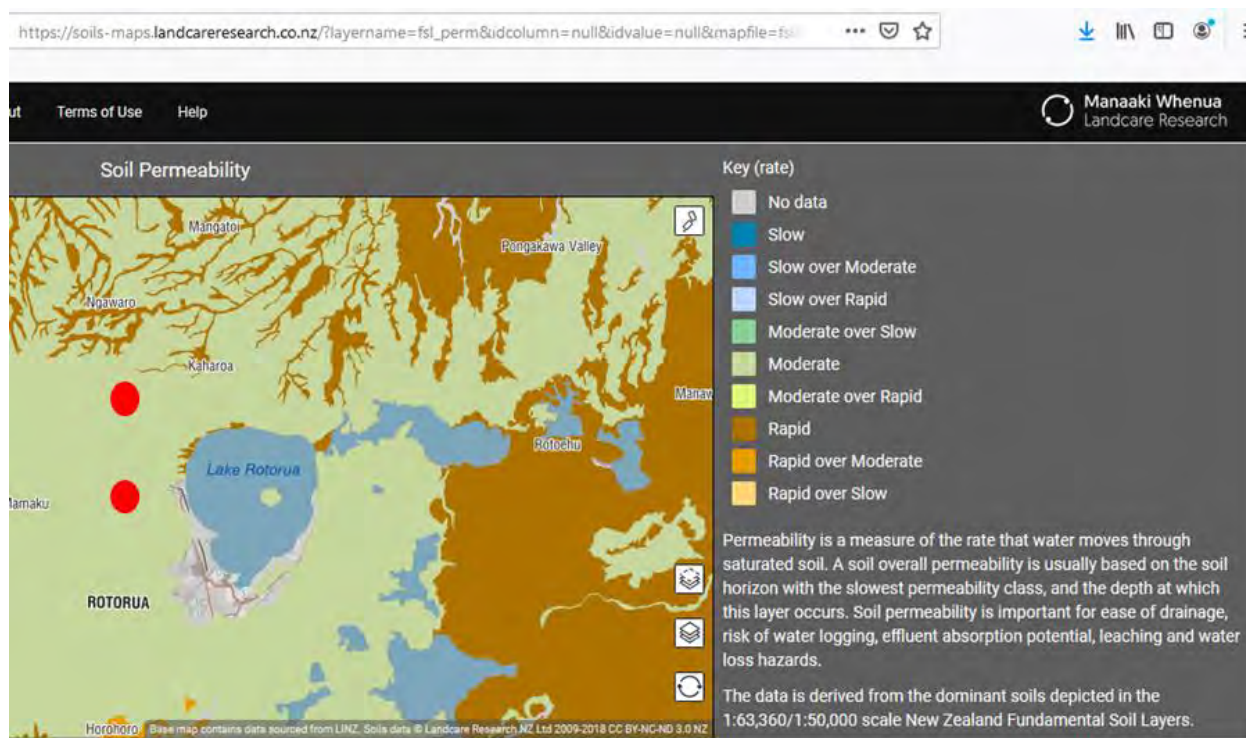 https://soils-maps.landcareresearch.co.nz/?layername=fsl_perm&idcolumn=null&idvalue=null&mapfile=fsl
Terms of Use Help
Manaaki Whenua
Landcare Research
Soil Permeability
Key (rate)
No data
Slow
Slow over Moderate
Slow over Rapid
Moderate over Slow
Moderate
Moderate over Rapid
Rapid
Rapid over Moderate
Rapid over Slow
Mangatoi
Pongakawa Valley
Ngawaro
Kaharoa
Manaw
Rotoehu
Lake Rotorua
amaku
ROTORUA
Horohoro
Base map contains data sourced from LINZ. Soils data © Landcare Research NZ Ltd 2009-2018 CC BY-NC-ND 3.0 NZ
Permeability is a measure of the rate that water moves through
saturated soil. A soil overall permeability is usually based on the soil
horizon with the slowest permeability class, and the depth at which
this layer occurs. Soil permeability is important for ease of drainage,
risk of water logging, effluent absorption potential, leaching and water
loss hazards.
The data is derived from the dominant soils depicted in the
1:63,360/1:50,000 scale New Zealand Fundamental Soil Layers.